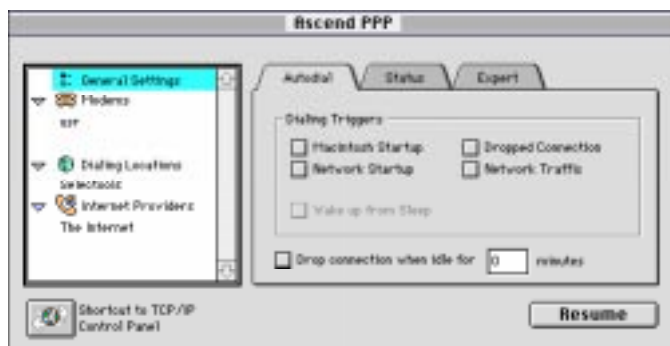 Ascend PPP
General Settings
Modems
Dialing Locations
Internet Providers
The Internet
Autodial Status Expert
Dialing Triggers
Macintosh Startup Dropped Connection
Network Startup Network Traffic
Wake up from Sleep
Drop connection when idle for 0 minutes
Shortcut to TCP/IP
Control Panel
Resume